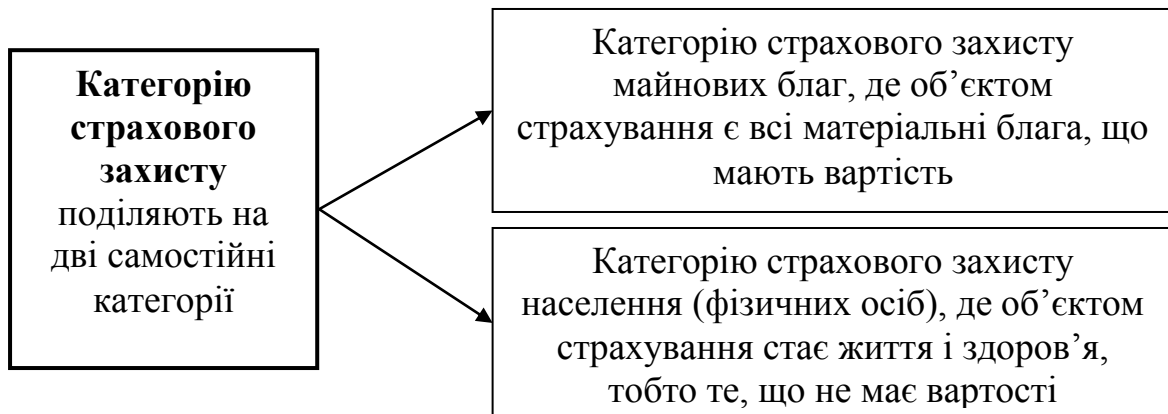 Категорію
страхового
захисту
поділяють на
дві самостійні
категорії
Категорію страхового захисту
майнових благ, де об’єктом
страхування є всі матеріальні блага, що
мають вартість
Категорію страхового захисту
населення (фізичних осіб), де об’єктом
страхування стає життя і здоров’я,
тобто те, що не має вартості